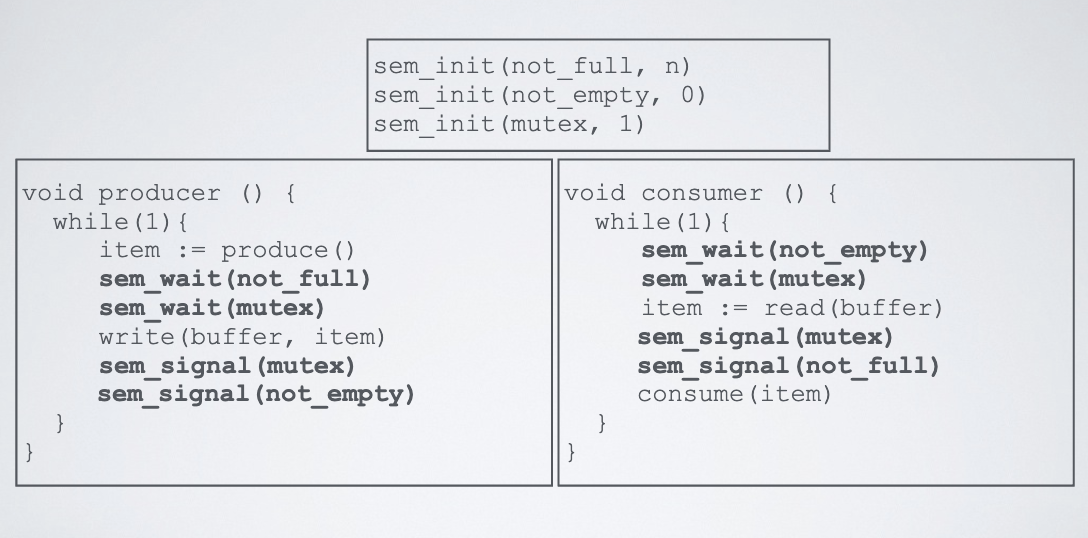 sem_init(not_full, n)
sem_init(not_empty, 0)
sem_init(mutex, 1)
void producer () {
  while(1){
     item := produce()
     sem_wait(not_full)
     sem_wait(mutex)
     write(buffer, item)
     sem_signal(mutex)
     sem_signal(not_empty)
  }
}
void consumer () {
  while(1){
     sem_wait(not_empty)
     sem_wait(mutex)
     item := read(buffer)
     sem_signal(mutex)
     sem_signal(not_full)
     consume(item)
  }
}